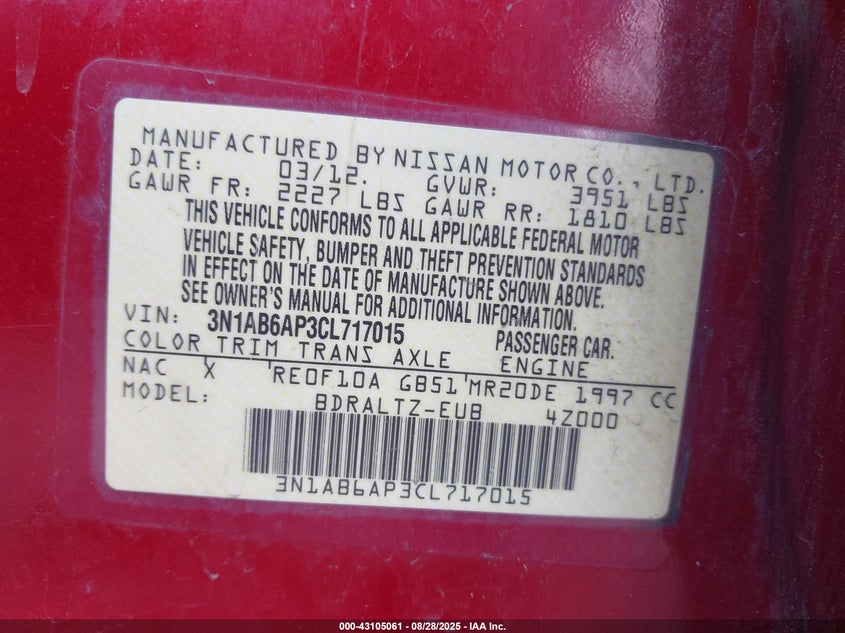 MANUFACTURED BY NISSAN MOTOR CO., LTD.
DATE: 03/12. GVWR: 3951 LBS
GAWR FR: 2227 LBS GAWR RR: 1810 LBS
THIS VEHICLE CONFORMS TO ALL APPLICABLE FEDERAL MOTOR
VEHICLE SAFETY, BUMPER AND THEFT PREVENTION STANDARDS
IN EFFECT ON THE DATE OF MANUFACTURE SHOWN ABOVE.
SEE OWNER'S MANUAL FOR ADDITIONAL INFORMATION.
VIN: 3N1AB6AP3CL717015 PASSENGER CAR.
COLOR TRIM TRANS AXLE ENGINE
NAC X RE0F10A GB51 MR20DE 1997 CC
MODEL: BDRALTZ-EUB 4Z000
3N1AB6AP3CL717015
000-43105061 - 08/28/2025 - IAA Inc.